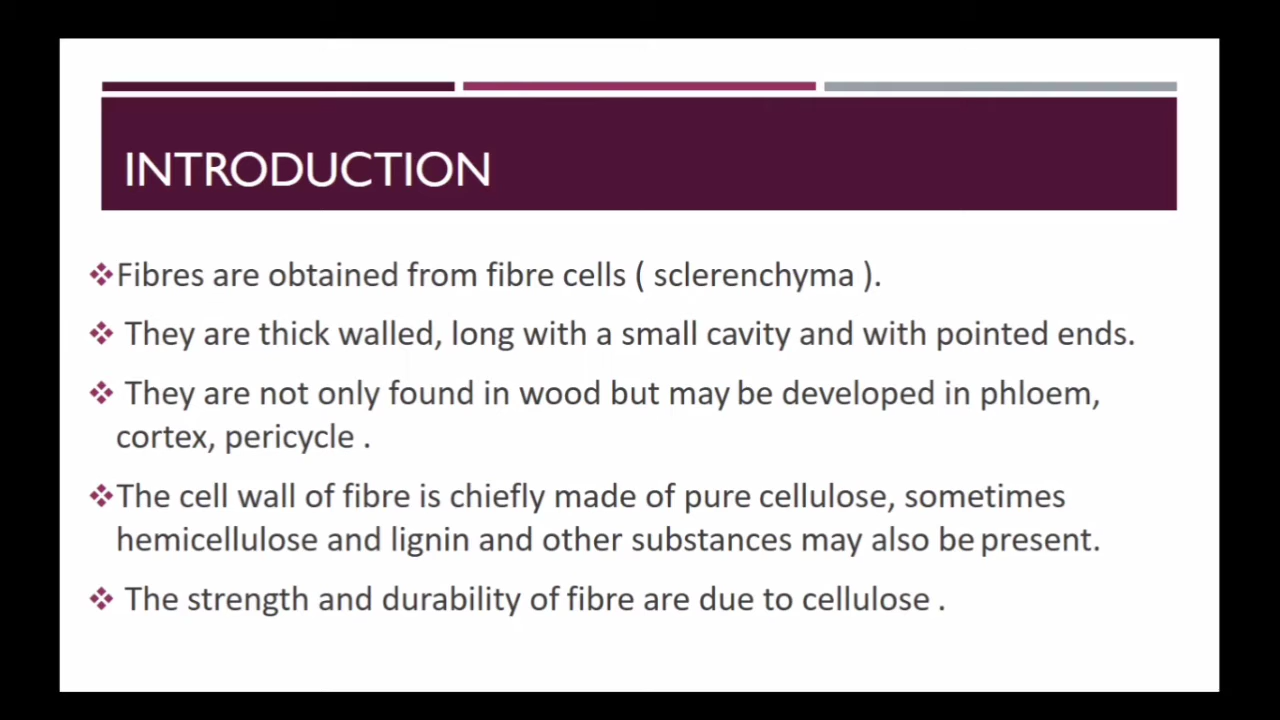 INTRODUCTION
❖Fibres are obtained from fibre cells ( sclerenchyma ).
❖ They are thick walled, long with a small cavity and with pointed ends.
❖ They are not only found in wood but may be developed in phloem,
cortex, pericycle .
❖The cell wall of fibre is chiefly made of pure cellulose, sometimes
hemicellulose and lignin and other substances may also be present.
❖ The strength and durability of fibre are due to cellulose .